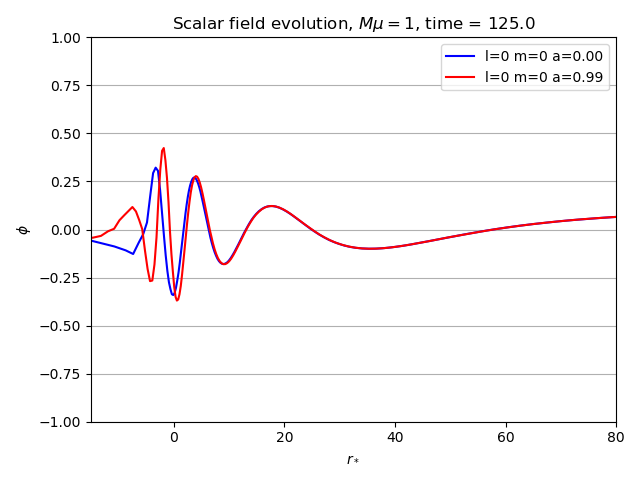 Scalar field evolution, $M\mu = 1$, time = 125.0
l=0 m=0 a=0.00
l=0 m=0 a=0.99
1.00
0.75
0.50
0.25
0.00
−0.25
−0.50
−0.75
−1.00
ϕ
0 20 40 60 80
r*